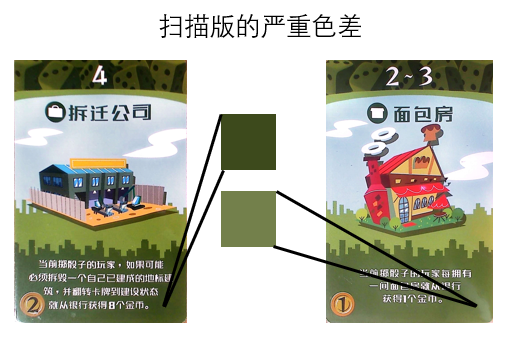 扫描版的严重色差
4
拆迁公司
当前掷骰子的玩家，如果可能
必须拆毁一个自己已建成的地标建
筑，并翻转卡牌到建设状态
就从银行获得8个金币。
2
2~3
面包房
当前掷骰子的玩家每拥有
一间面包房就从银行
获得1个金币。
1